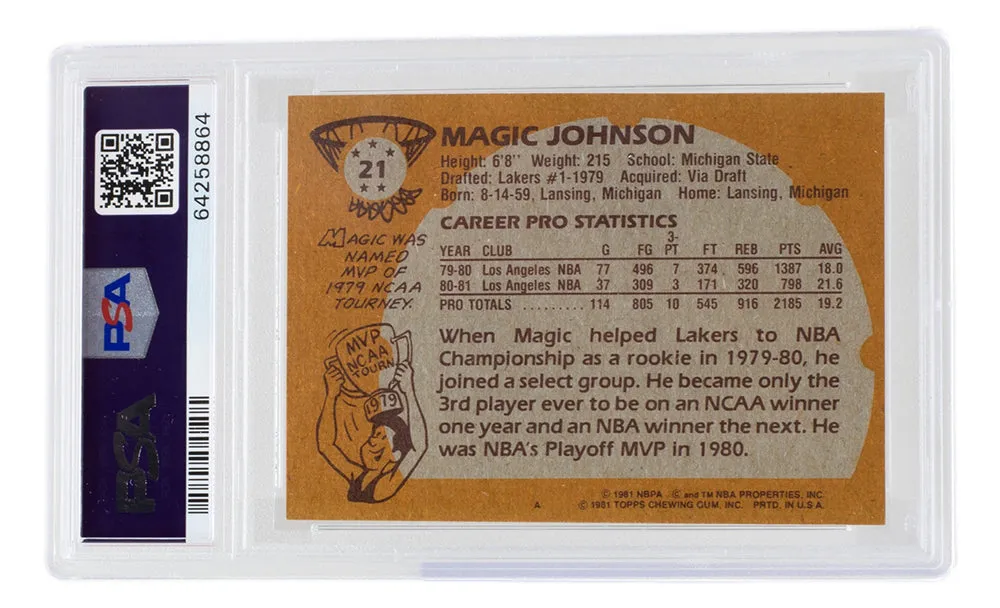 64258864
PSA
PSA
21
MAGIC JOHNSON
Height: 6'8" Weight: 215 School: Michigan State
Drafted: Lakers #1-1979 Acquired: Via Draft
Born: 8-14-59, Lansing, Michigan Home: Lansing, Michigan
MAGIC WAS
NAMED
MVP OF
1979 NCAA
TOURNEY.
MVP
NCAA
TOURN
1979
CAREER PRO STATISTICS
YEAR CLUB G FG 3-PT FT REB PTS AVG
79-80 Los Angeles NBA 77 496 7 374 596 1387 18.0
80-81 Los Angeles NBA 37 309 3 171 320 798 21.6
PRO TOTALS .......... 114 805 10 545 916 2185 19.2
When Magic helped Lakers to NBA
Championship as a rookie in 1979-80, he
joined a select group. He became only the
3rd player ever to be on an NCAA winner
one year and an NBA winner the next. He
was NBA's Playoff MVP in 1980.
© 1981 NBPA © and TM NBA PROPERTIES, INC.
A © 1981 TOPPS CHEWING GUM, INC. PRTD. IN U.S.A.